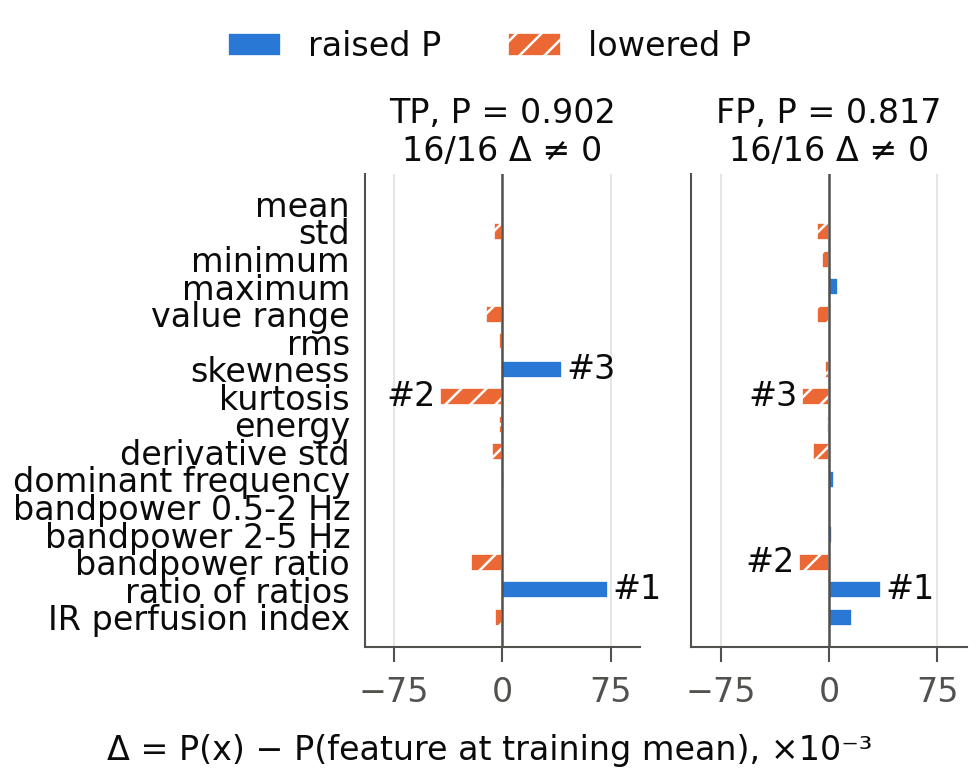 raised P
lowered P
TP, P = 0.902
16/16 Δ ≠ 0
FP, P = 0.817
16/16 Δ ≠ 0
mean
std
minimum
maximum
value range
rms
skewness
kurtosis
energy
derivative std
dominant frequency
bandpower 0.5-2 Hz
bandpower 2-5 Hz
bandpower ratio
ratio of ratios
IR perfusion index
#3
#2
#1
#3
#2
#1
−75 0 75
−75 0 75
Δ = P(x) − P(feature at training mean), ×10⁻³